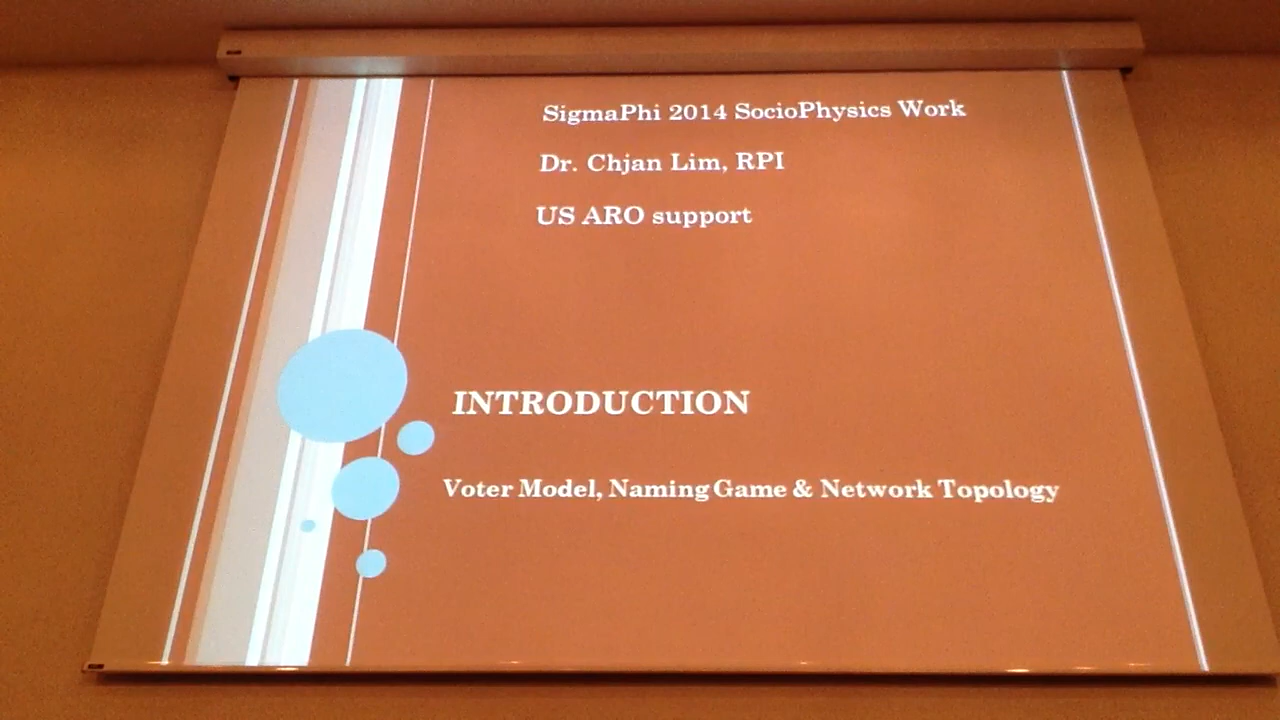 SigmaPhi 2014 SocioPhysics Work
Dr. Chjan Lim, RPI
US ARO support
INTRODUCTION
Voter Model, Naming Game & Network Topology